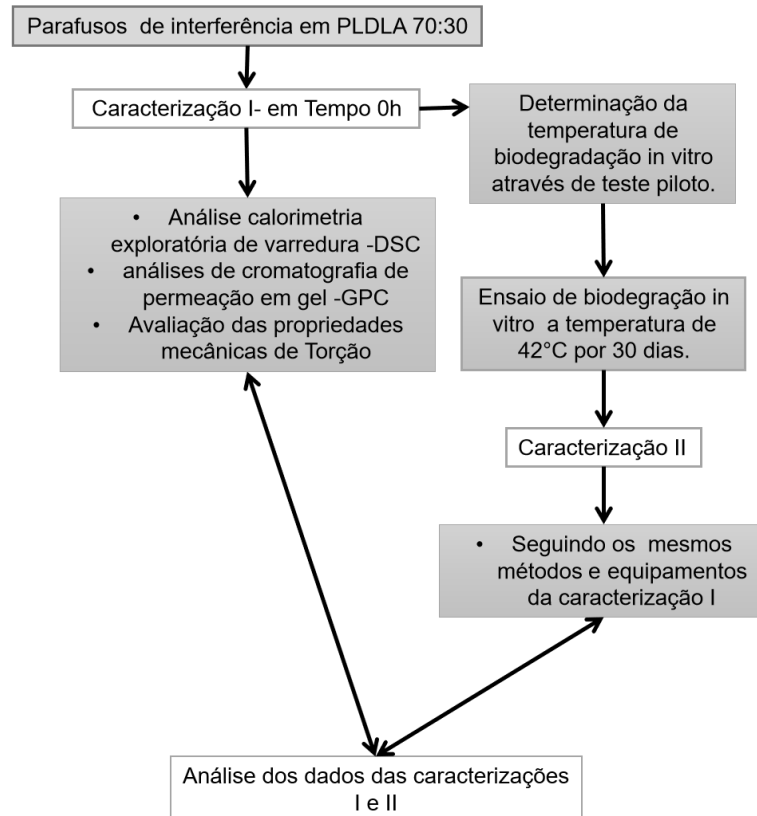 Parafusos de interferência em PLDLA 70:30
Caracterização I- em Tempo 0h
Determinação da
temperatura de
biodegradação in vitro
através de teste piloto.
• Análise calorimetria
exploratória de varredura -DSC
• análises de cromatografia de
permeação em gel -GPC
• Avaliação das propriedades
mecânicas de Torção
Ensaio de biodegração in
vitro a temperatura de
42°C por 30 dias.
Caracterização II
• Seguindo os mesmos
métodos e equipamentos
da caracterização I
Análise dos dados das caracterizações
I e II